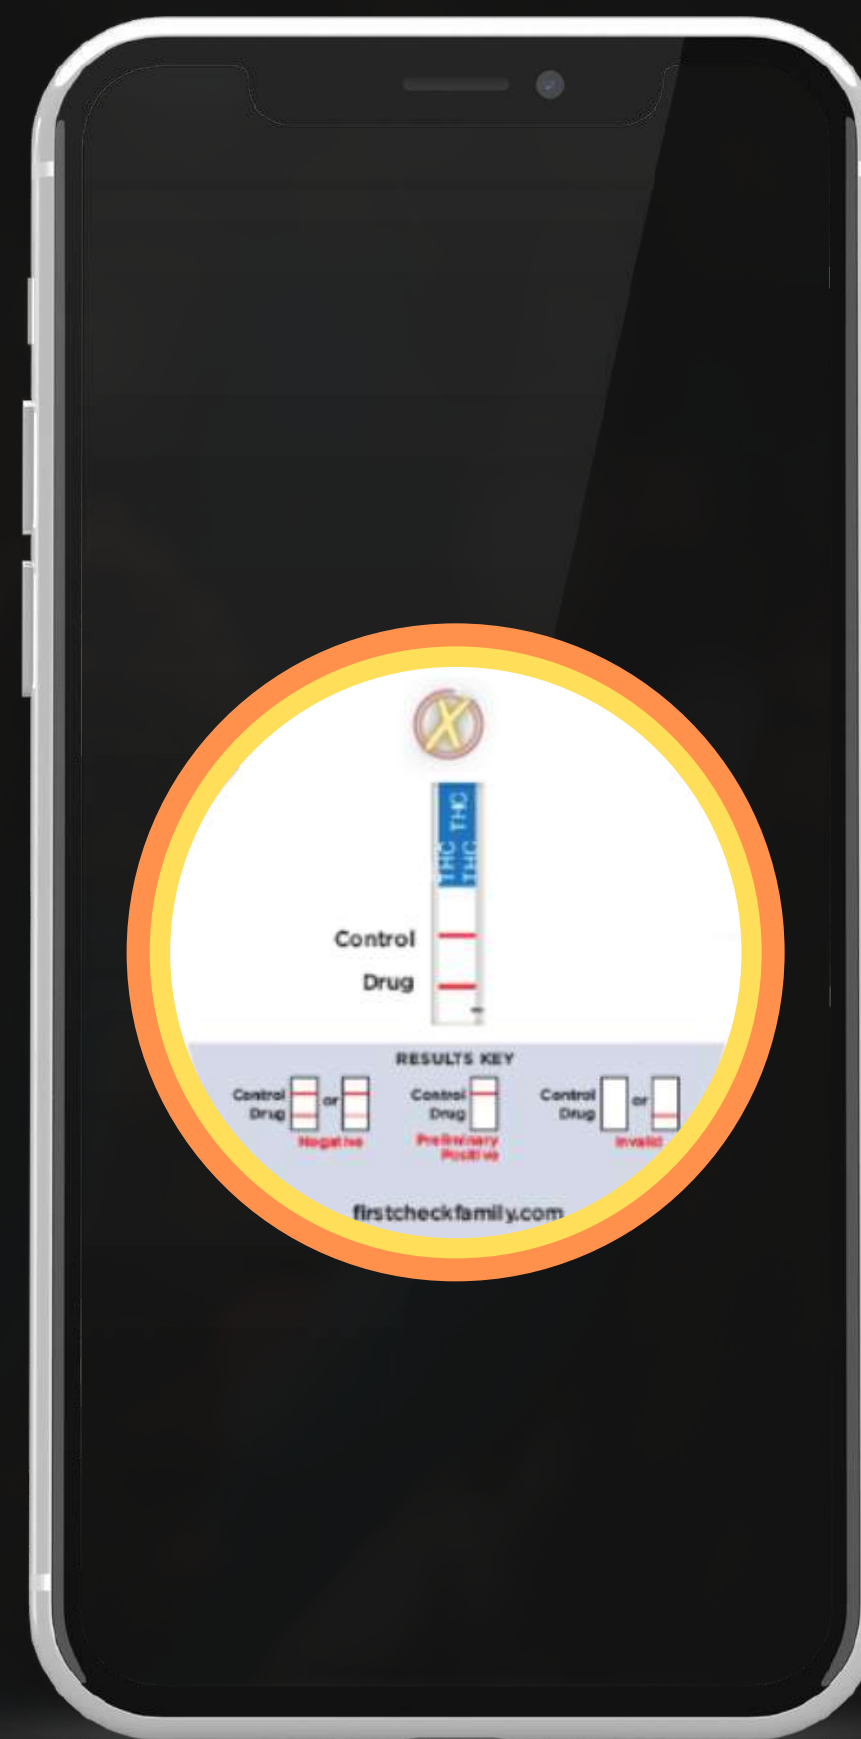 X
THC
THC
THC
Control
Drug
RESULTS KEY
Control
Drug
or
Negative
Control
Drug
Preliminary
Positive
Control
Drug
or
Invalid
firstcheckfamily.com